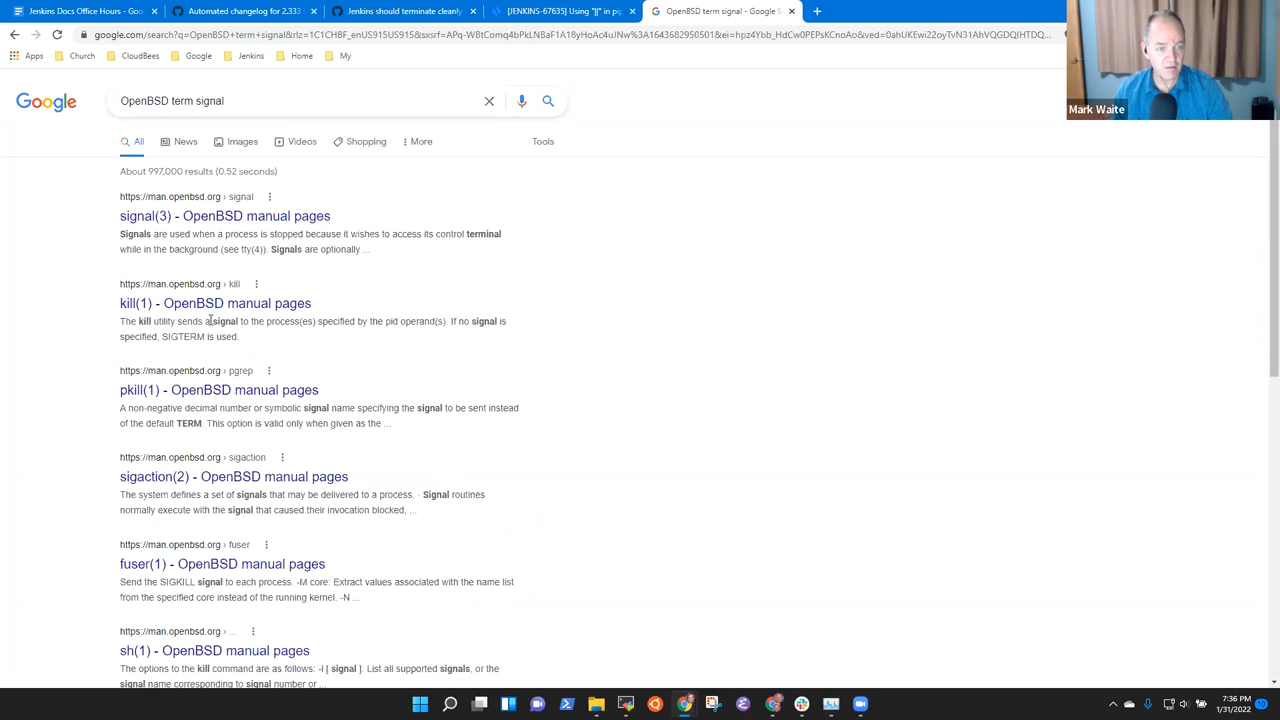 Jenkins Docs Office Hours - G
Automated changelog for 2.333
Jenkins should terminate cleanly
[JENKINS-67635] Using "||" in pip
OpenBSD term signal - Google S
google.com/search?q=OpenBSD+term+signal&rlz=1C1CHBF_enUS915US915&sxsrf=
Apps
Church
CloudBees
Google
Jenkins
Home
My
Mark Waite
Google
OpenBSD term signal
All
News
Images
Videos
Shopping
More
Tools
About 997,000 results (0.52 seconds)
https://man.openbsd.org › signal
signal(3) - OpenBSD manual pages
Signals are used when a process is stopped because it wishes to access its control terminal
while in the background (see tty(4)). Signals are optionally ...
https://man.openbsd.org › kill
kill(1) - OpenBSD manual pages
The kill utility sends a signal to the process(es) specified by the pid operand(s). If no signal is
specified, SIGTERM is used.
https://man.openbsd.org › pgrep
pkill(1) - OpenBSD manual pages
A non-negative decimal number or symbolic signal name specifying the signal to be sent instead
of the default TERM. This option is valid only when given as the ...
https://man.openbsd.org › sigaction
sigaction(2) - OpenBSD manual pages
The system defines a set of signals that may be delivered to a process. · Signal routines
normally execute with the signal that caused their invocation blocked, ...
https://man.openbsd.org › fuser
fuser(1) - OpenBSD manual pages
Send the SIGKILL signal to each process. -M core: Extract values associated with the name list
from the specified core instead of the running kernel. -N ...
https://man.openbsd.org › ...
sh(1) - OpenBSD manual pages
The options to the kill command are as follows: -l [ signal ]: List all supported signals, or the
signal name corresponding to signal number or ...
7:36 PM
1/31/2022